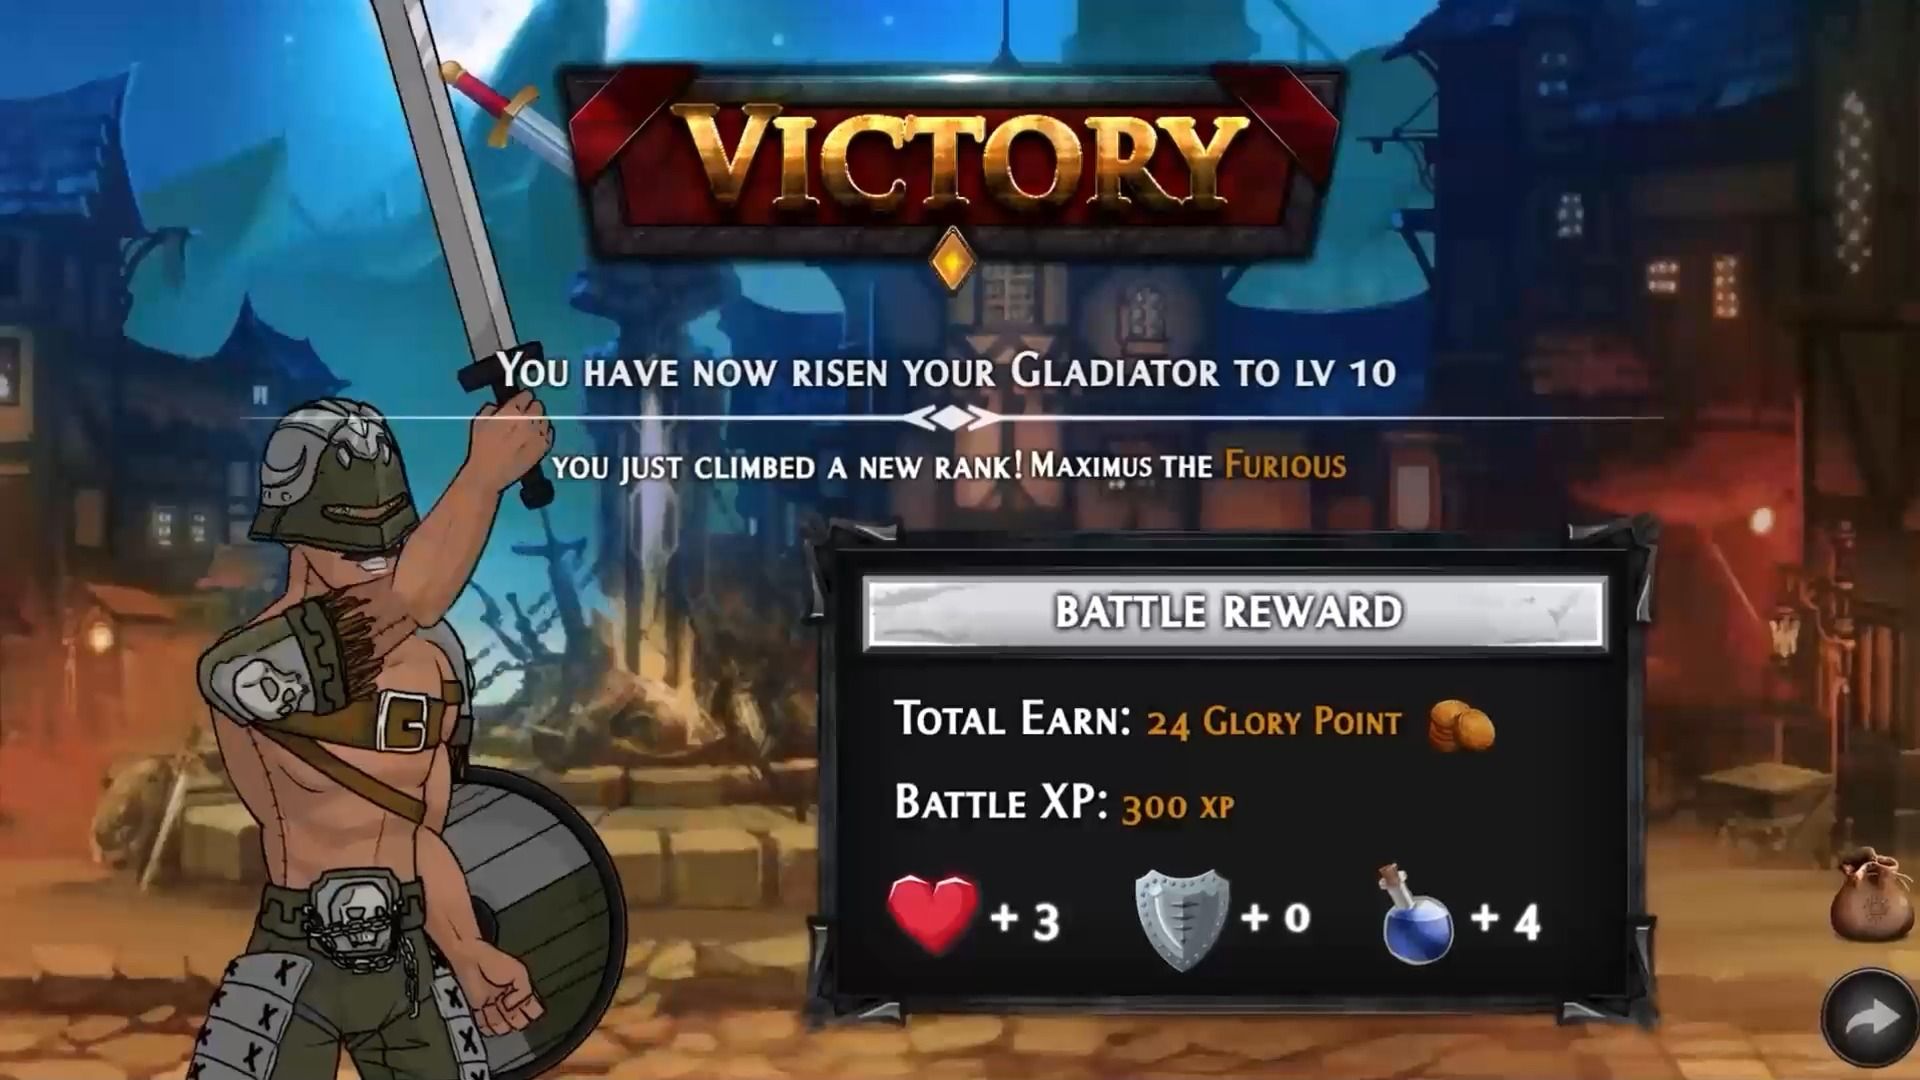 VICTORY
YOU HAVE NOW RISEN YOUR GLADIATOR TO LV 10
YOU JUST CLIMBED A NEW RANK! MAXIMUS THE FURIOUS
BATTLE REWARD
TOTAL EARN: 24 GLORY POINT
BATTLE XP: 300 XP
+ 3 + 0 + 4